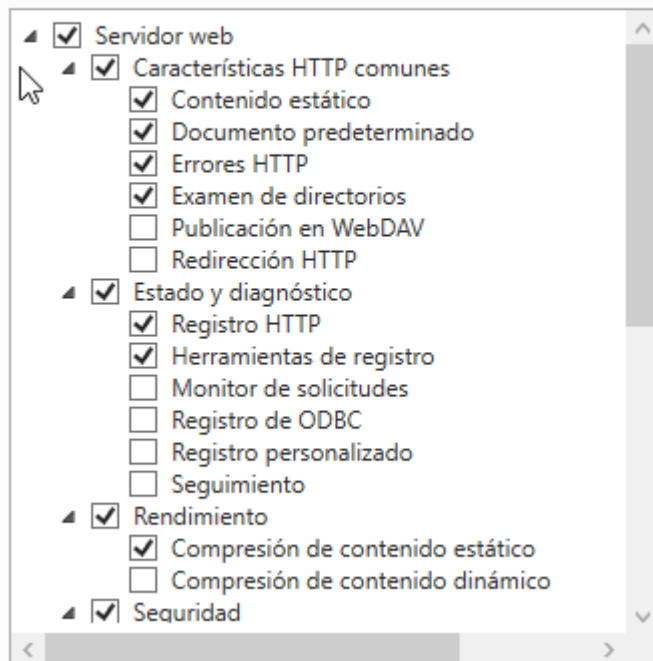 Servidor web
Características HTTP comunes
Contenido estático
Documento predeterminado
Errores HTTP
Examen de directorios
Publicación en WebDAV
Redirección HTTP
Estado y diagnóstico
Registro HTTP
Herramientas de registro
Monitor de solicitudes
Registro de ODBC
Registro personalizado
Seguimiento
Rendimiento
Compresión de contenido estático
Compresión de contenido dinámico
Seguridad